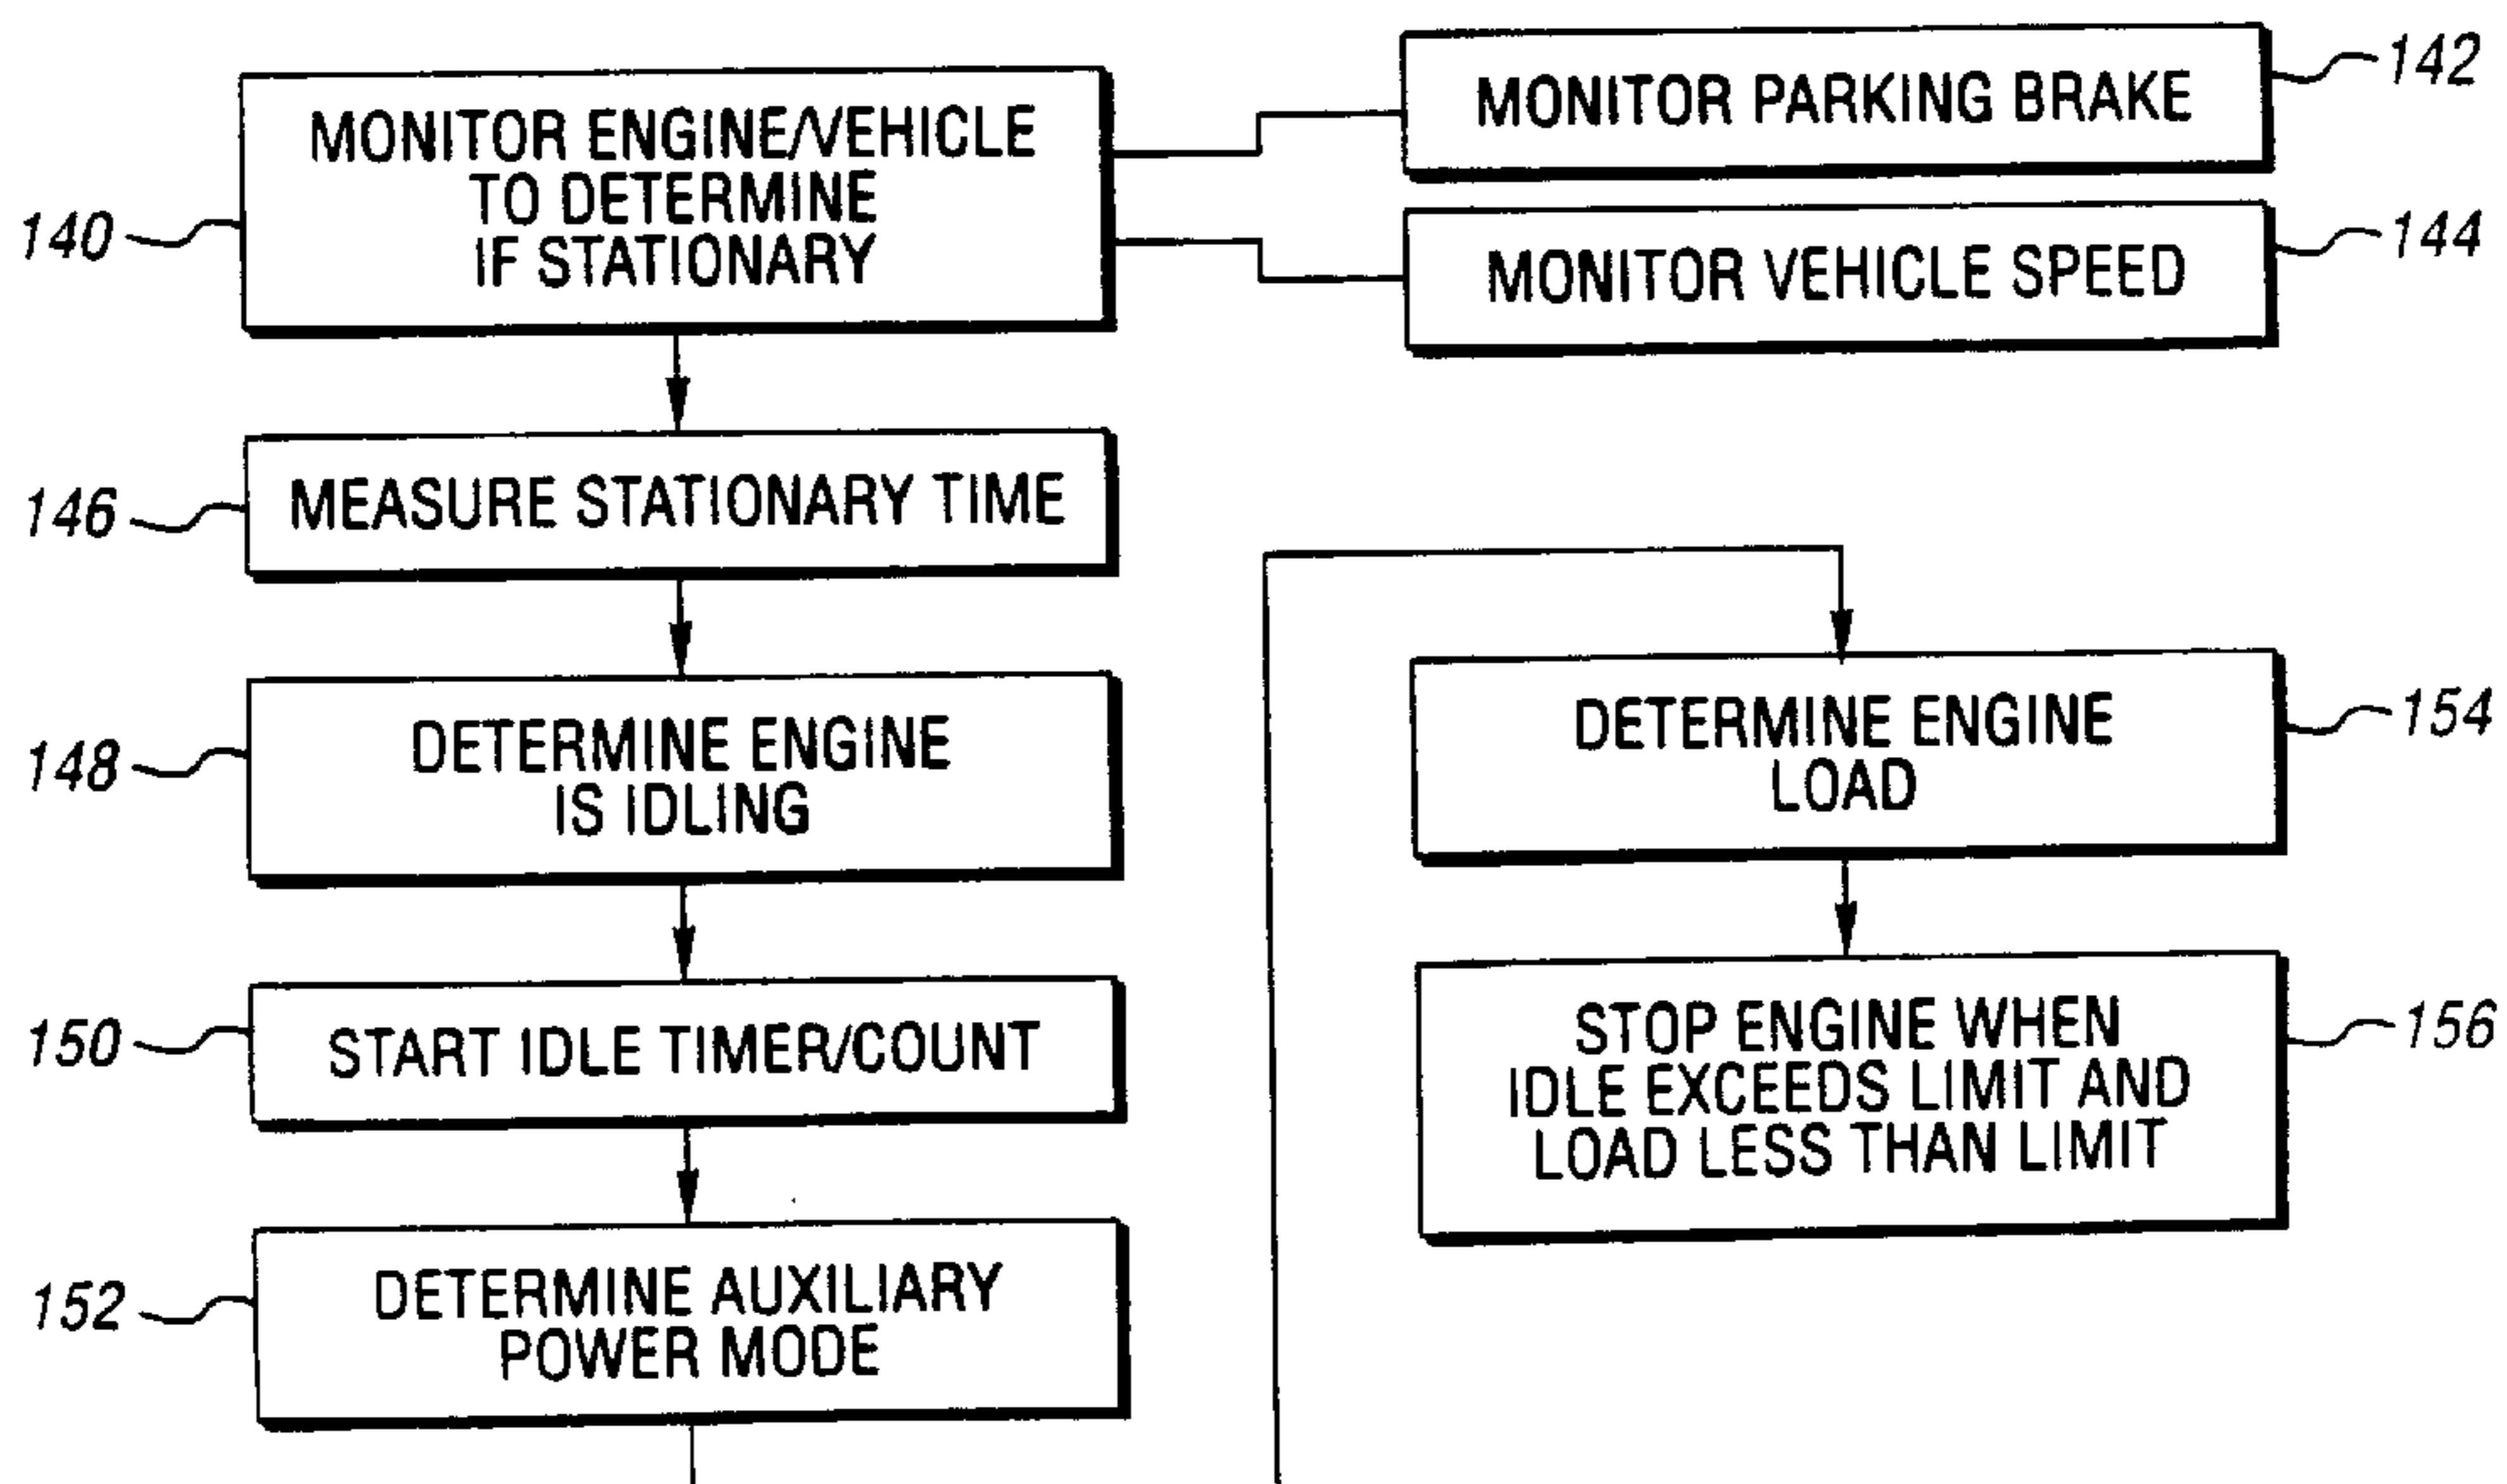 140
MONITOR ENGINE/VEHICLE
TO DETERMINE
IF STATIONARY
MONITOR PARKING BRAKE
142
MONITOR VEHICLE SPEED
144
146
MEASURE STATIONARY TIME
148
DETERMINE ENGINE
IS IDLING
150
START IDLE TIMER/COUNT
152
DETERMINE AUXILIARY
POWER MODE
DETERMINE ENGINE
LOAD
154
STOP ENGINE WHEN
IDLE EXCEEDS LIMIT AND
LOAD LESS THAN LIMIT
156